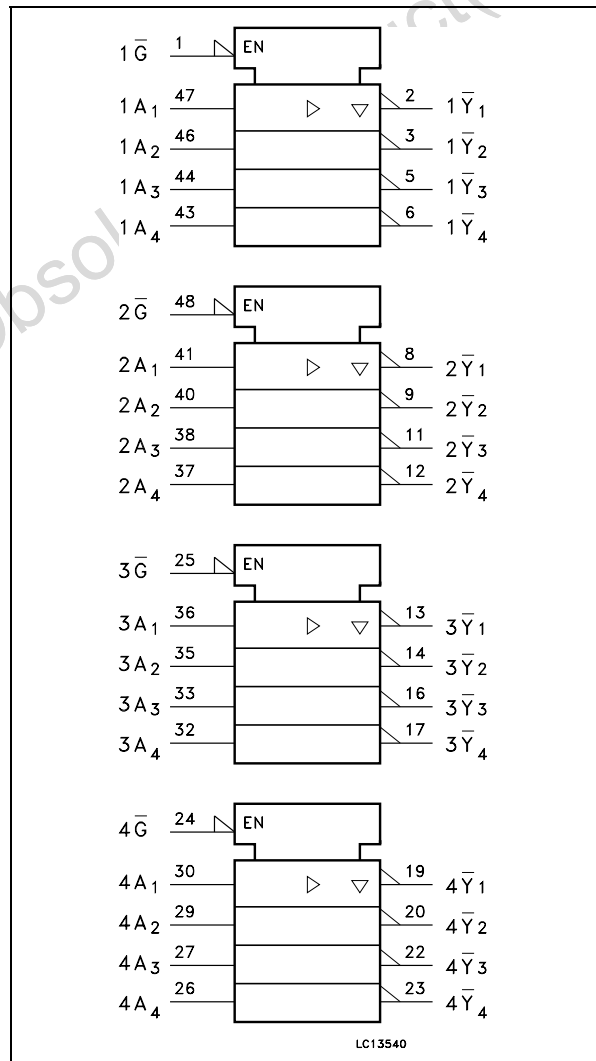 1G̅ 1 EN
1A1 47 2 1Y̅1
1A2 46 3 1Y̅2
1A3 44 5 1Y̅3
1A4 43 6 1Y̅4
2G̅ 48 EN
2A1 41 8 2Y̅1
2A2 40 9 2Y̅2
2A3 38 11 2Y̅3
2A4 37 12 2Y̅4
3G̅ 25 EN
3A1 36 13 3Y̅1
3A2 35 14 3Y̅2
3A3 33 16 3Y̅3
3A4 32 17 3Y̅4
4G̅ 24 EN
4A1 30 19 4Y̅1
4A2 29 20 4Y̅2
4A3 27 22 4Y̅3
4A4 26 23 4Y̅4
LC13540